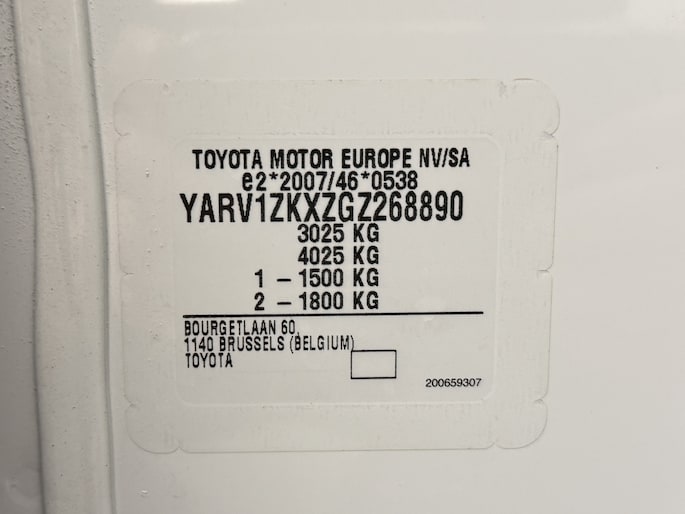 TOYOTA MOTOR EUROPE NV/SA
e2*2007/46*0538
YARV1ZKXZGZ268890
3025 KG
4025 KG
1 – 1500 KG
2 – 1800 KG
BOURGETLAAN 60,
1140 BRUSSELS (BELGIUM)
TOYOTA
200659307